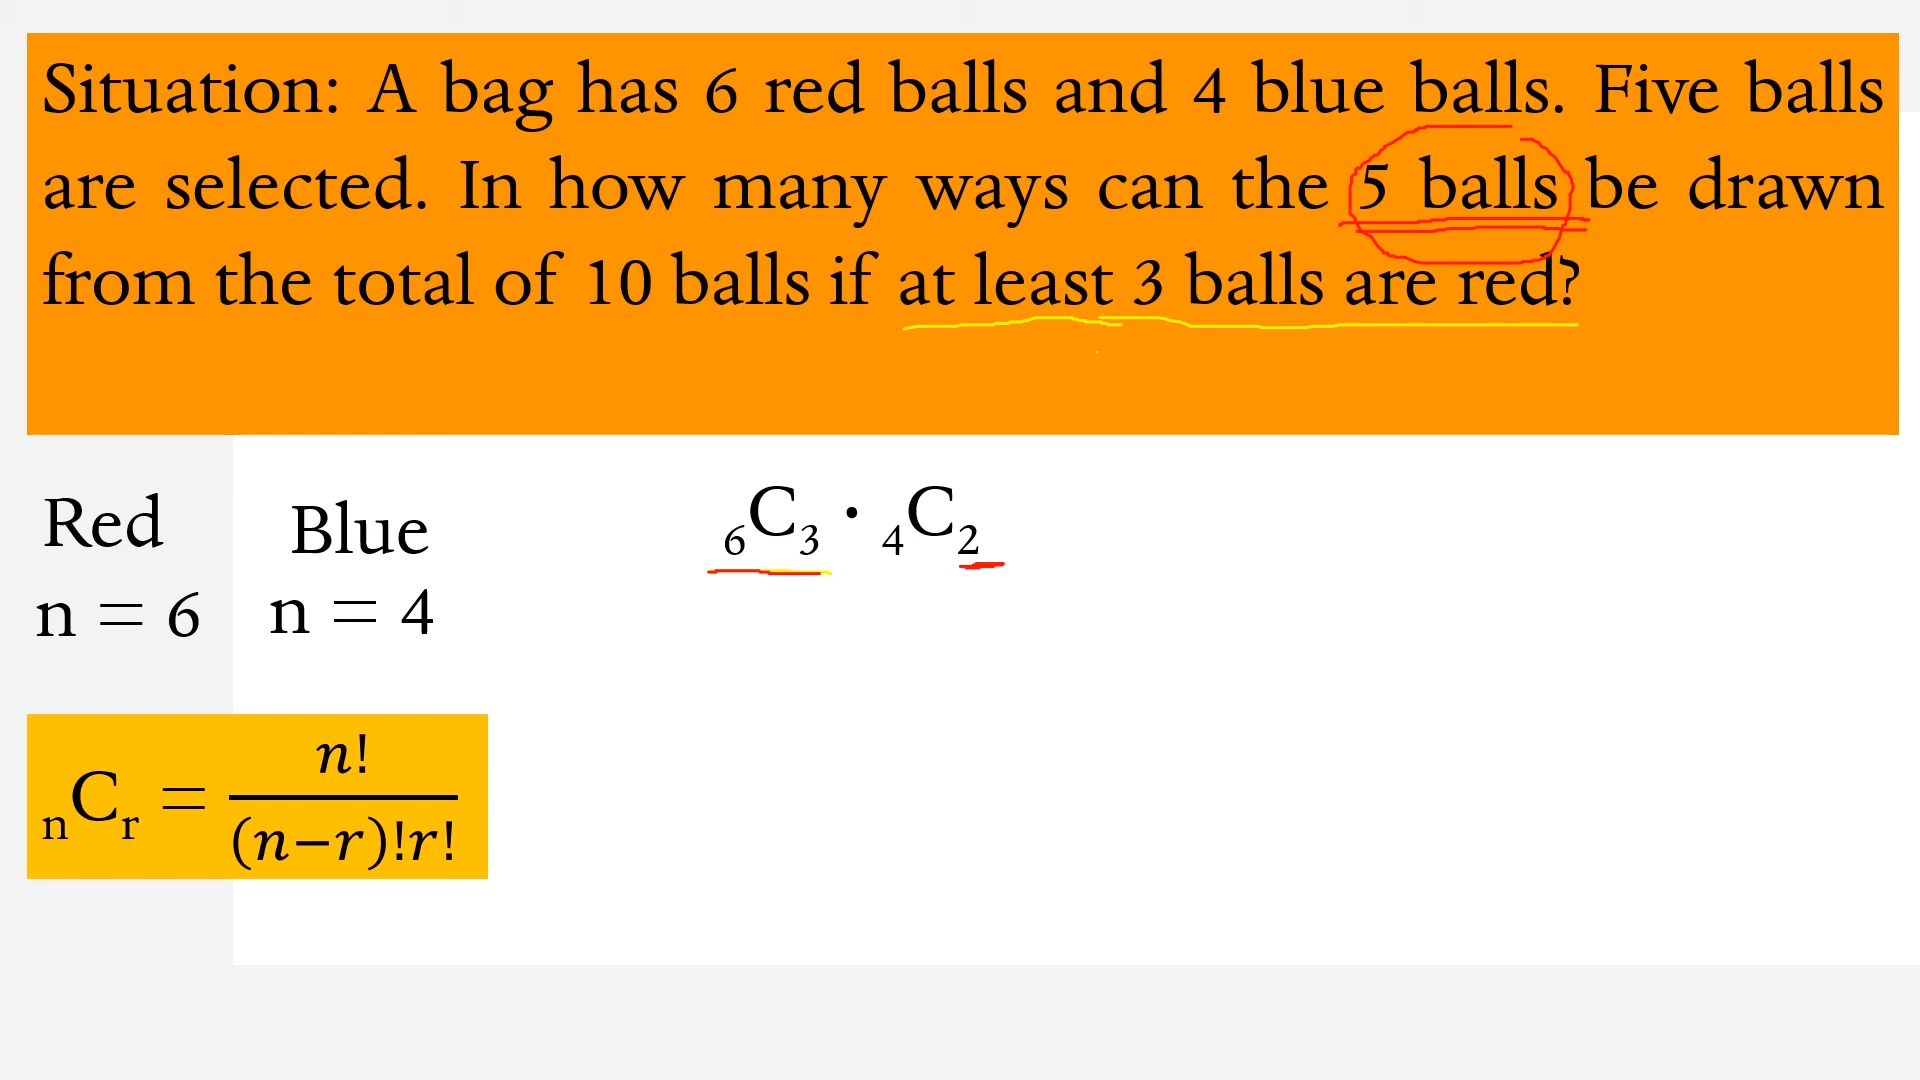 Situation: A bag has 6 red balls and 4 blue balls. Five balls
are selected. In how many ways can the 5 balls be drawn
from the total of 10 balls if at least 3 balls are red?
Red
n = 6
Blue
n = 4
₆C₃ · ₄C₂
ₙCᵣ = n! / (n−r)!r!